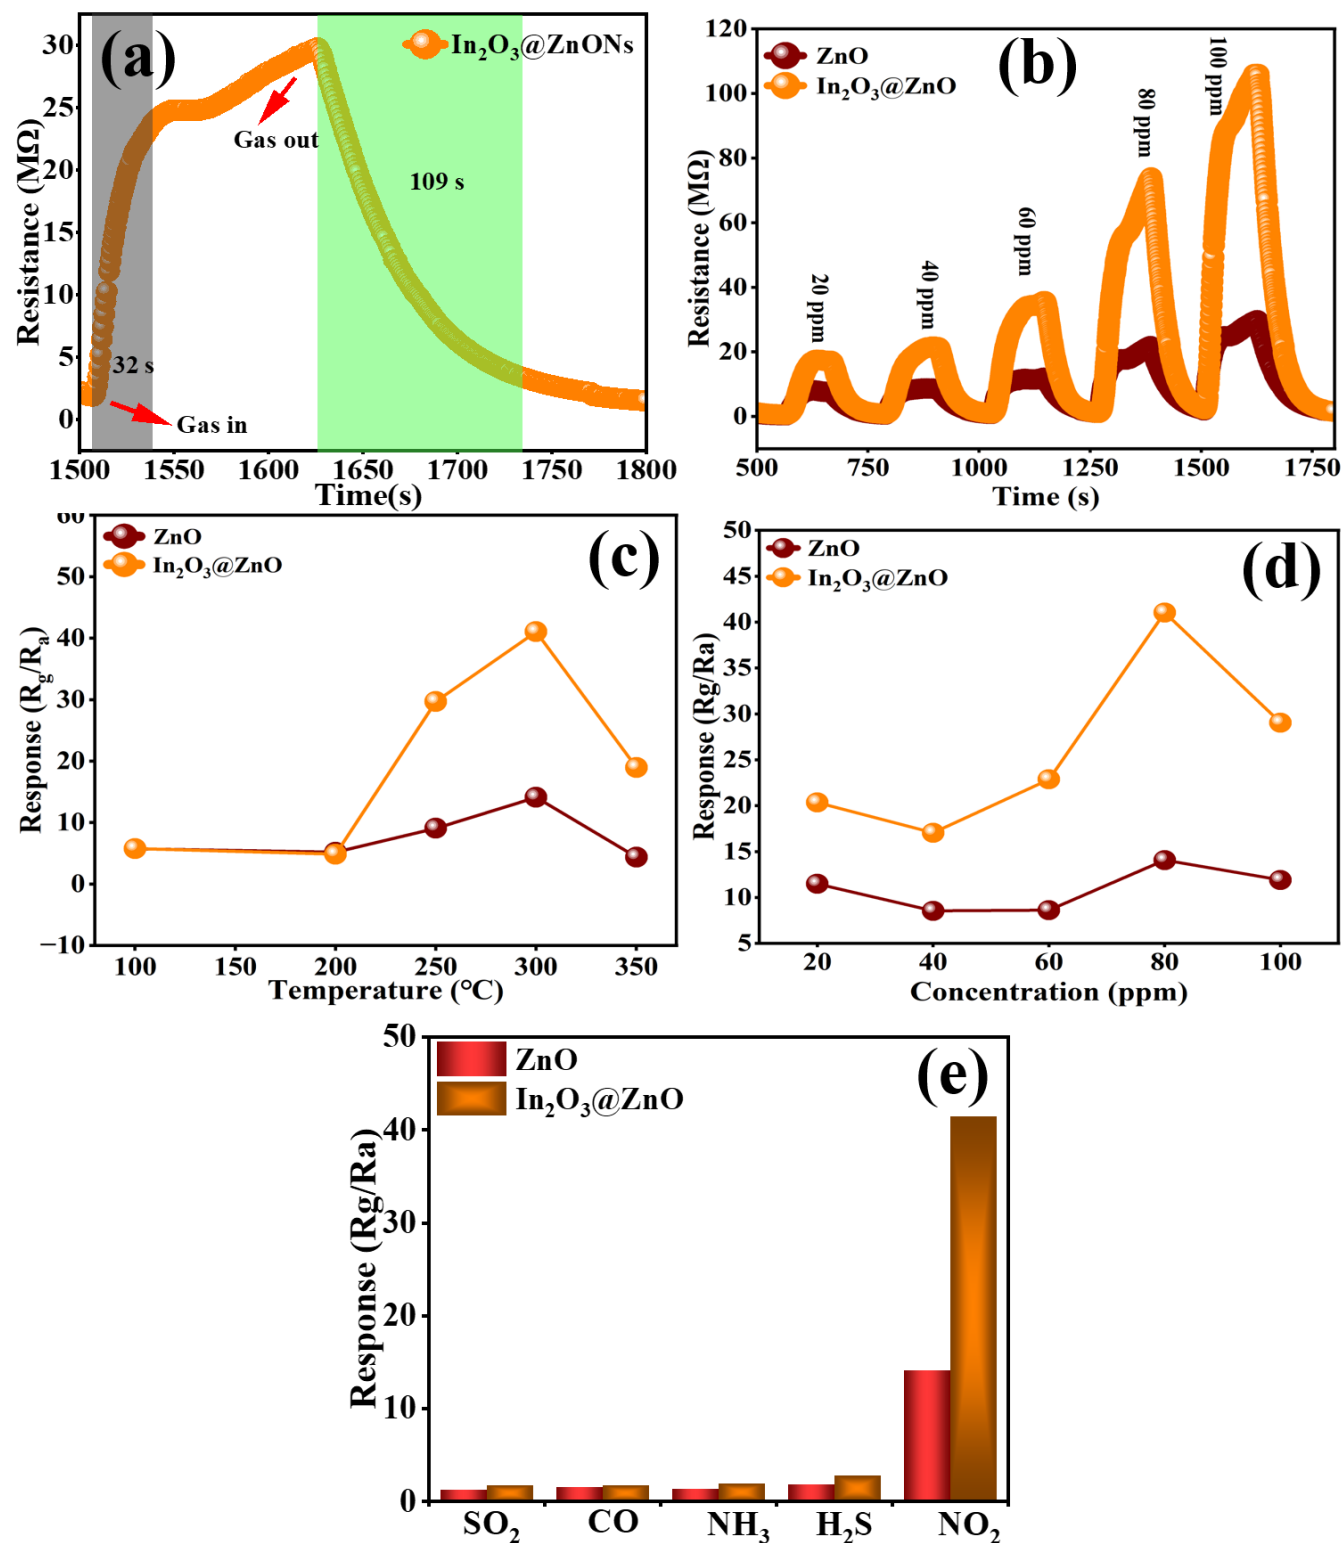 (a)
In₂O₃@ZnONs
Gas out
109 s
32 s
Gas in
Resistance (MΩ)
30
25
20
15
10
5
0
1500 1550 1600 1650 1700 1750 1800
Time(s)
(b)
ZnO
In₂O₃@ZnO
20 ppm
40 ppm
60 ppm
80 ppm
100 ppm
Resistance (MΩ)
120
100
80
60
40
20
0
500 750 1000 1250 1500 1750
Time (s)
(c)
ZnO
In₂O₃@ZnO
Response (R_g/R_a)
60
50
40
30
20
10
0
−10
100 150 200 250 300 350
Temperature (°C)
(d)
ZnO
In₂O₃@ZnO
Response (Rg/Ra)
50
45
40
35
30
25
20
15
10
5
20 40 60 80 100
Concentration (ppm)
(e)
ZnO
In₂O₃@ZnO
Response (Rg/Ra)
50
40
30
20
10
0
SO₂ CO NH₃ H₂S NO₂